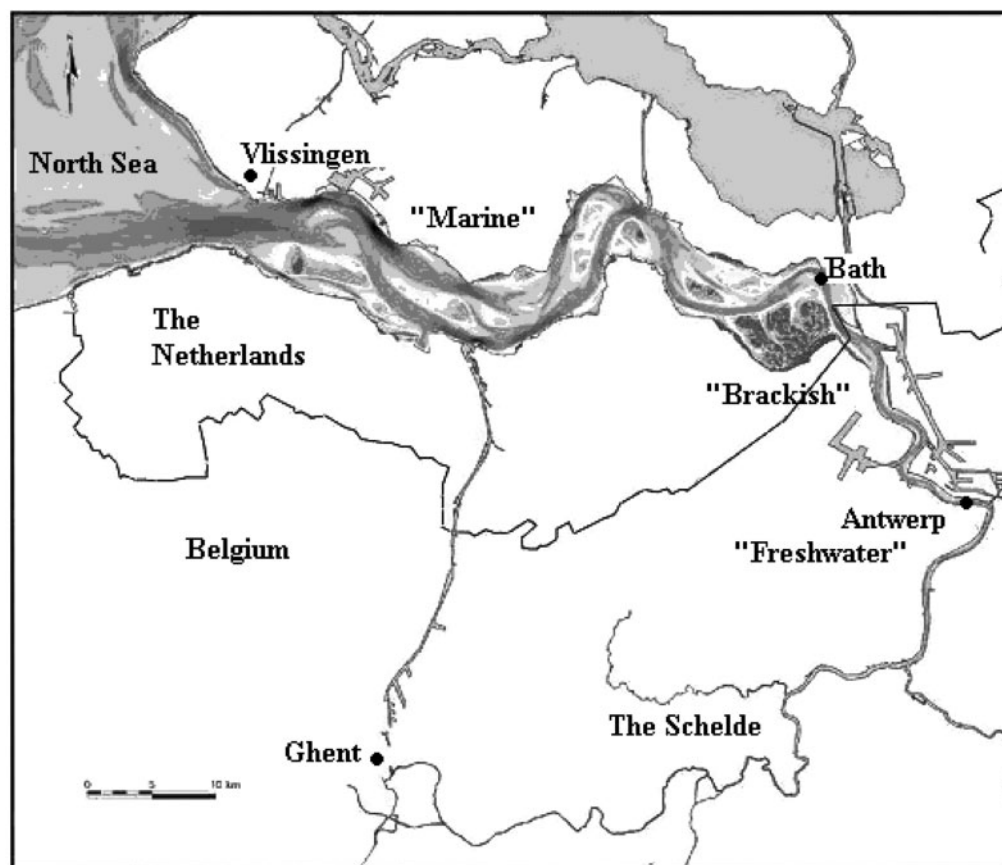 North Sea
Vlissingen
"Marine"
Bath
The
Netherlands
"Brackish"
Antwerp
"Freshwater"
Belgium
The Schelde
Ghent
0 5 10 km